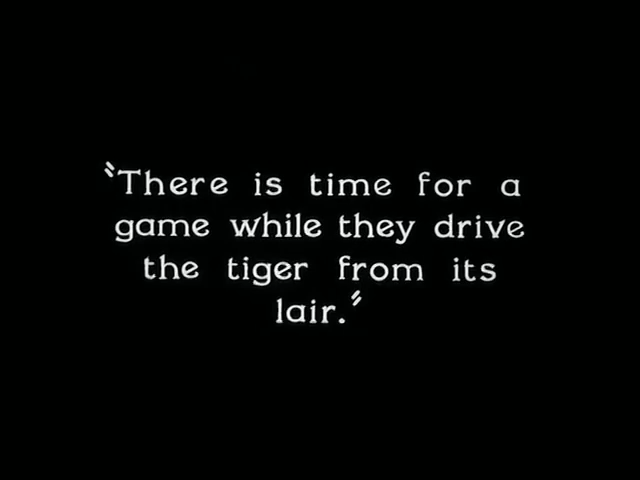 "There is time for a
game while they drive
the tiger from its
lair."